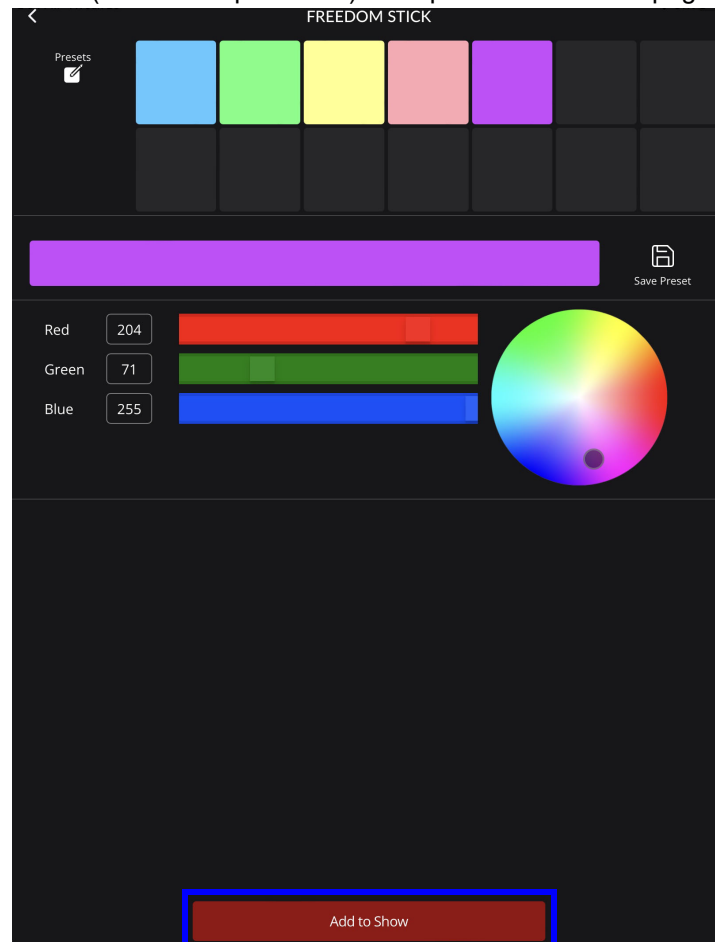 FREEDOM STICK
Presets
Save Preset
Red 204
Green 71
Blue 255
Add to Show